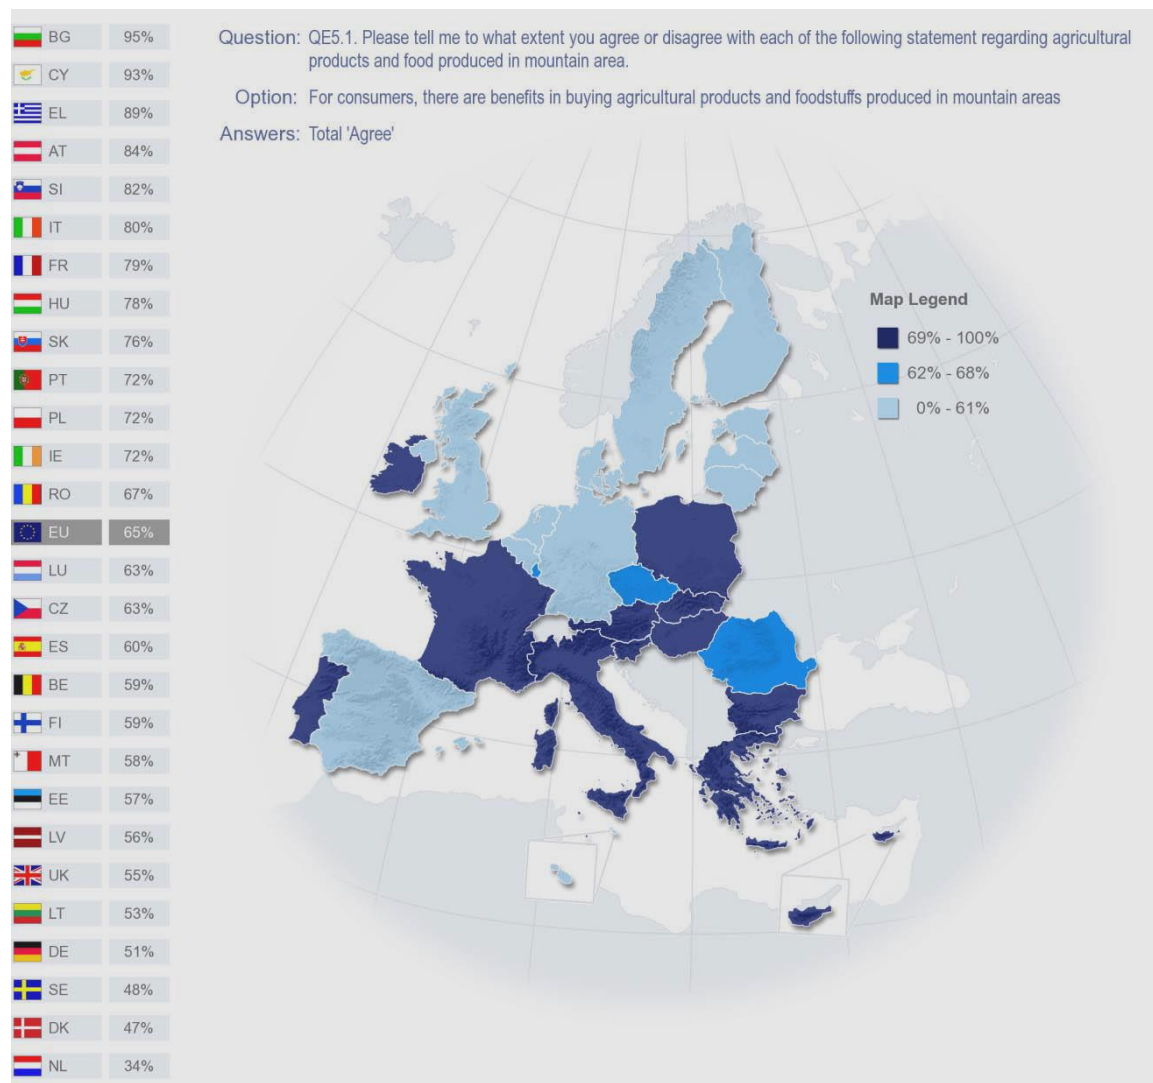 BG 95%
CY 93%
EL 89%
AT 84%
SI 82%
IT 80%
FR 79%
HU 78%
SK 76%
PT 72%
PL 72%
IE 72%
RO 67%
EU 65%
LU 63%
CZ 63%
ES 60%
BE 59%
FI 59%
MT 58%
EE 57%
LV 56%
UK 55%
LT 53%
DE 51%
SE 48%
DK 47%
NL 34%
Question: QE5.1. Please tell me to what extent you agree or disagree with each of the following statement regarding agricultural
products and food produced in mountain area.
Option: For consumers, there are benefits in buying agricultural products and foodstuffs produced in mountain areas
Answers: Total 'Agree'
Map Legend
69% - 100%
62% - 68%
0% - 61%